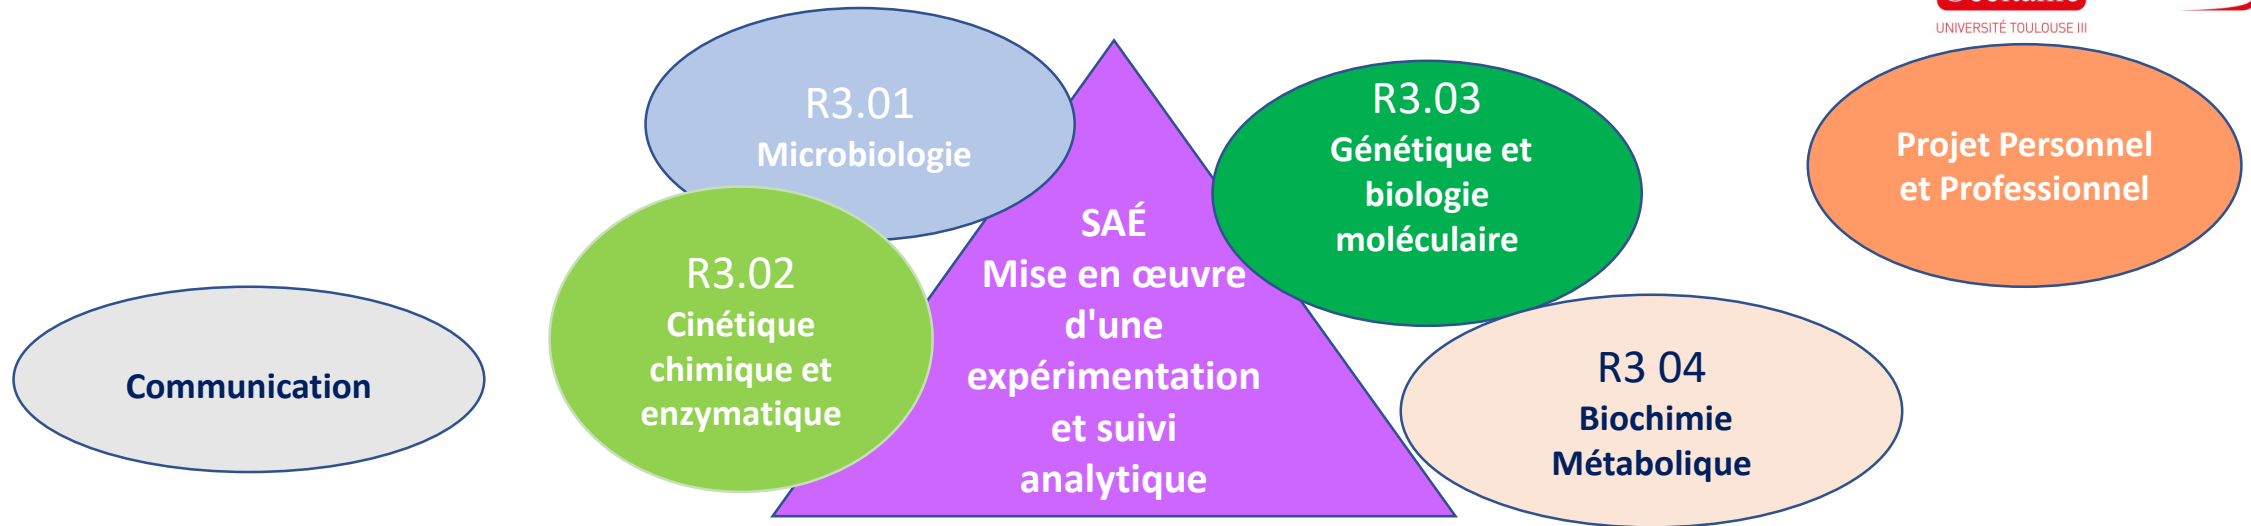 UNIVERSITÉ TOULOUSE III
R3.01
Microbiologie
R3.03
Génétique et
biologie
moléculaire
Projet Personnel
et Professionnel
SAÉ
Mise en œuvre
d'une
expérimentation
et suivi
analytique
R3.02
Cinétique
chimique et
enzymatique
Communication
R3 04
Biochimie
Métabolique